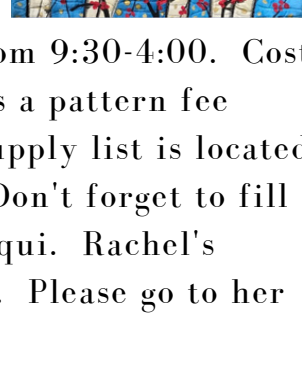 om 9:30-4:00. Cost
s a pattern fee
upply list is located
Don't forget to fill
qui. Rachel's
. Please go to her